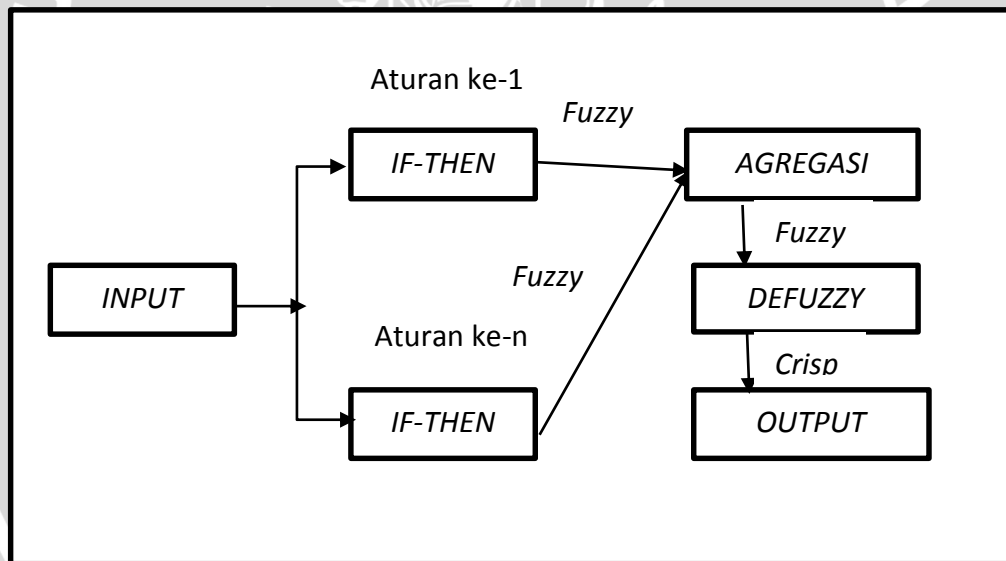 Aturan ke-1
Fuzzy
IF-THEN
AGREGASI
Fuzzy
Fuzzy
INPUT
DEFUZZY
Aturan ke-n
Crisp
IF-THEN
OUTPUT